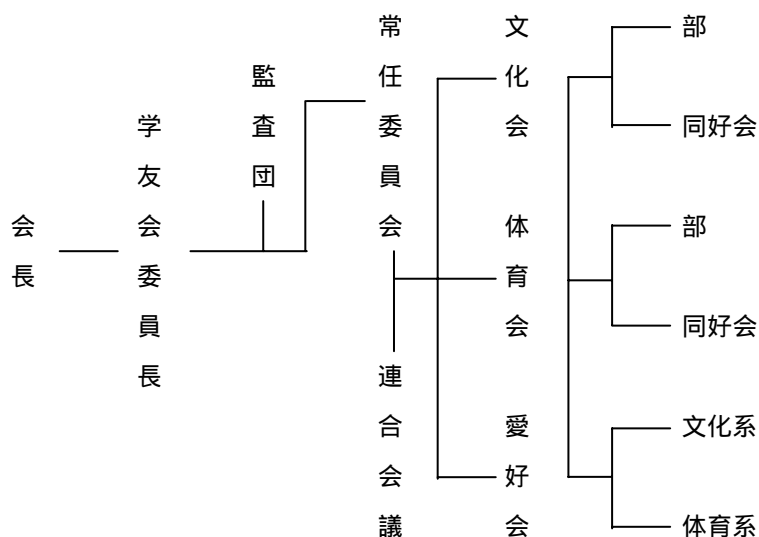 会長
学友会委員長
監査団
常任委員会
連合会議
文化会
体育会
愛好会
部
同好会
部
同好会
文化系
体育系